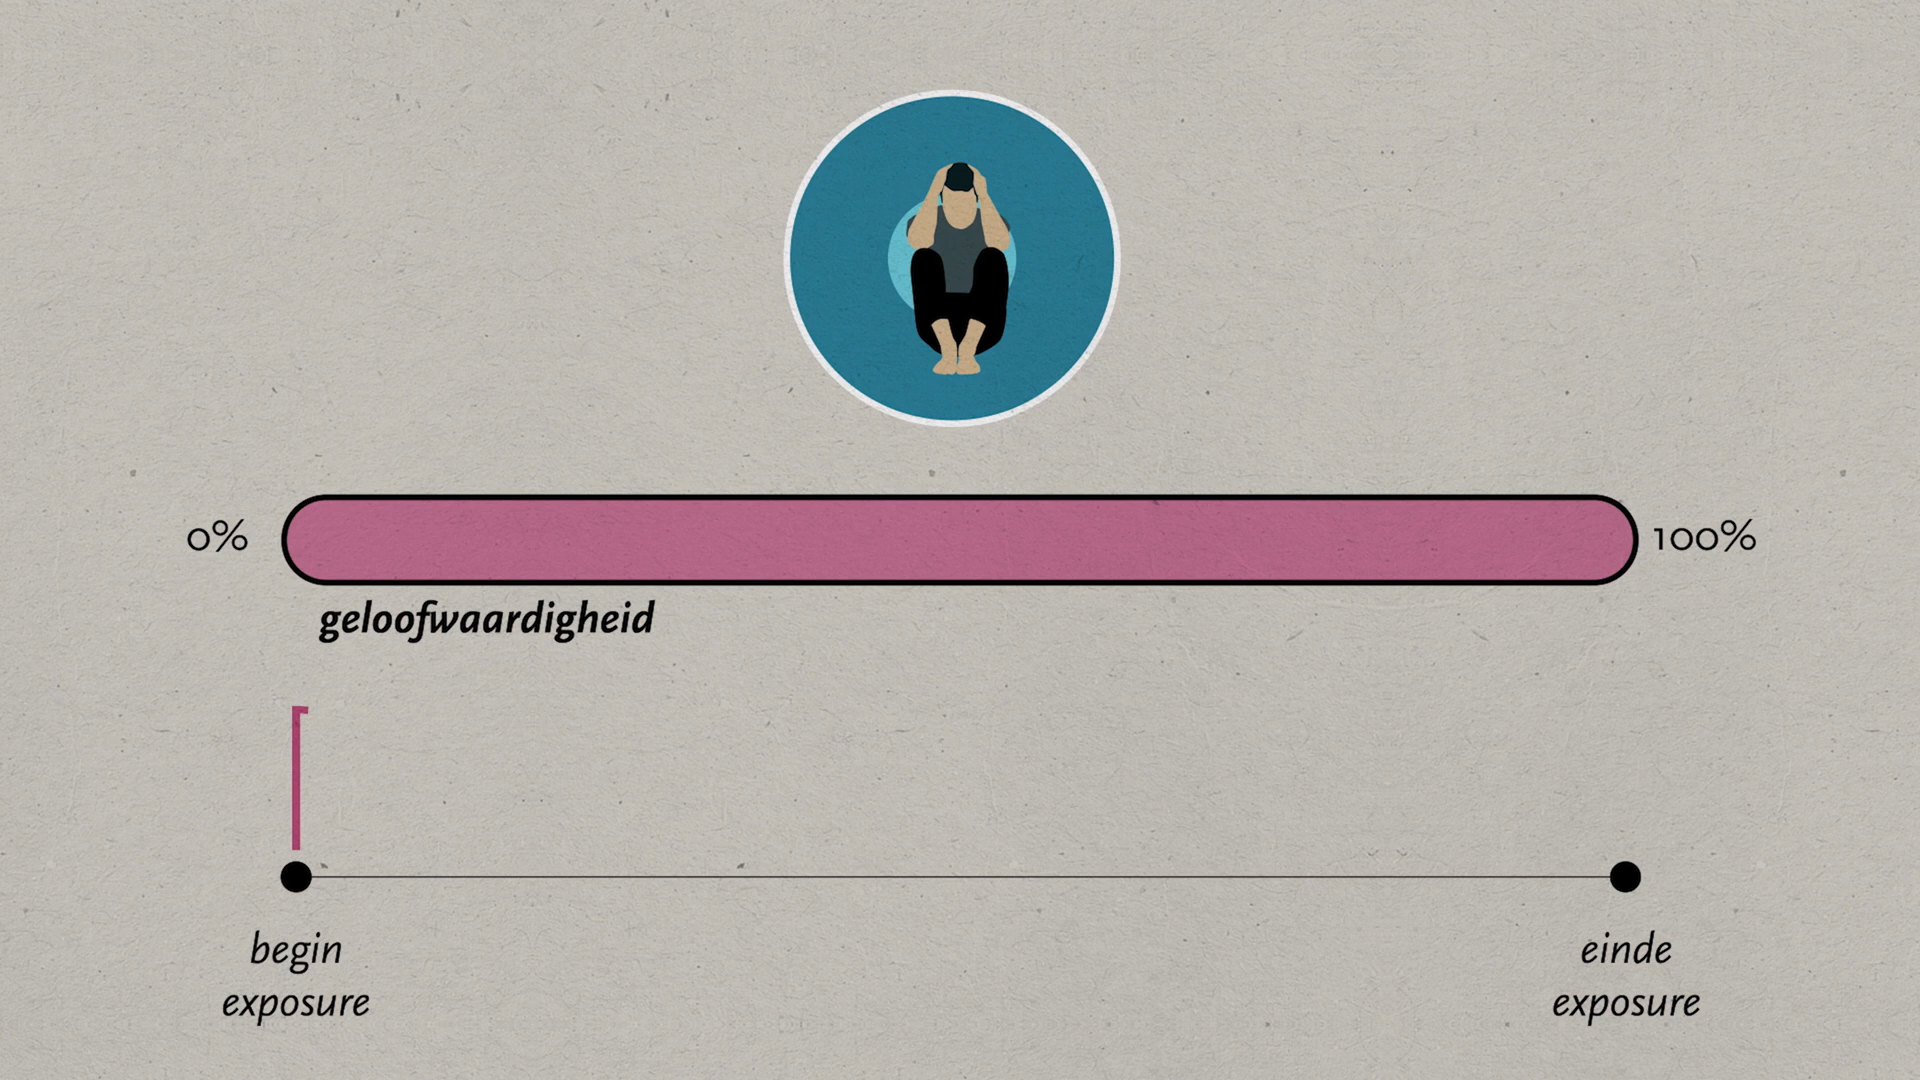 0% 100%
geloofwaardigheid
begin
exposure
einde
exposure